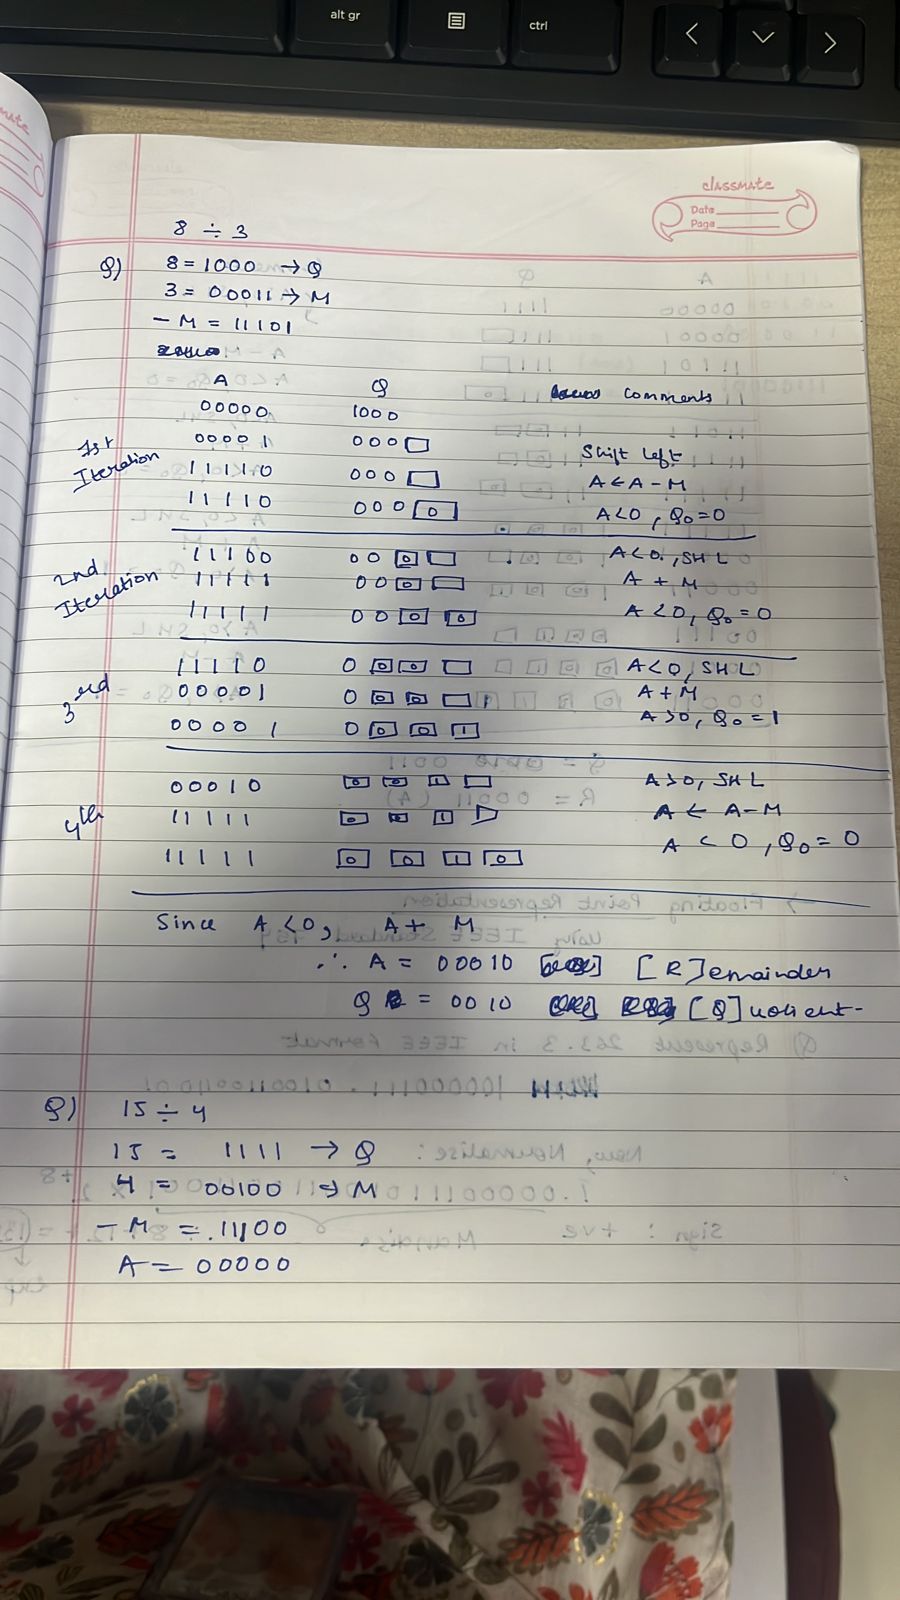 alt gr
ctrl
classmate
Date
Page
8 ÷ 3
Q) 8 = 1000 → Q
3 = 00011 → M
- M = 11101
A Q comments
00000 1000
1st Iteration
00001 000□ Shift left
11110 000□ A ← A - M
11110 000[0] A<0, Q0=0
2nd Iteration
11100 00[0]□ A<0, SHL
11111 00[0]□ A + M
11111 00[0][0] A<0, Q0=0
3rd
11110 0[0][0]□ A<0, SHL
00001 0[0][0]□ A+M
00001 0[0][0][1] A>0, Q0=1
4th
00010 [0][0][1]□ A>0, SHL
11111 [0][0][1]□ A ← A-M
11111 [0][0][1][0] A<0, Q0=0
Since A<0, A+ M
∴ A = 00010 [R]emainder
Q = 0010 [Q]uotient
Q) 15 ÷ 4
15 = 1111 → Q
4 = 00100 → M
- M = 11100
A = 00000